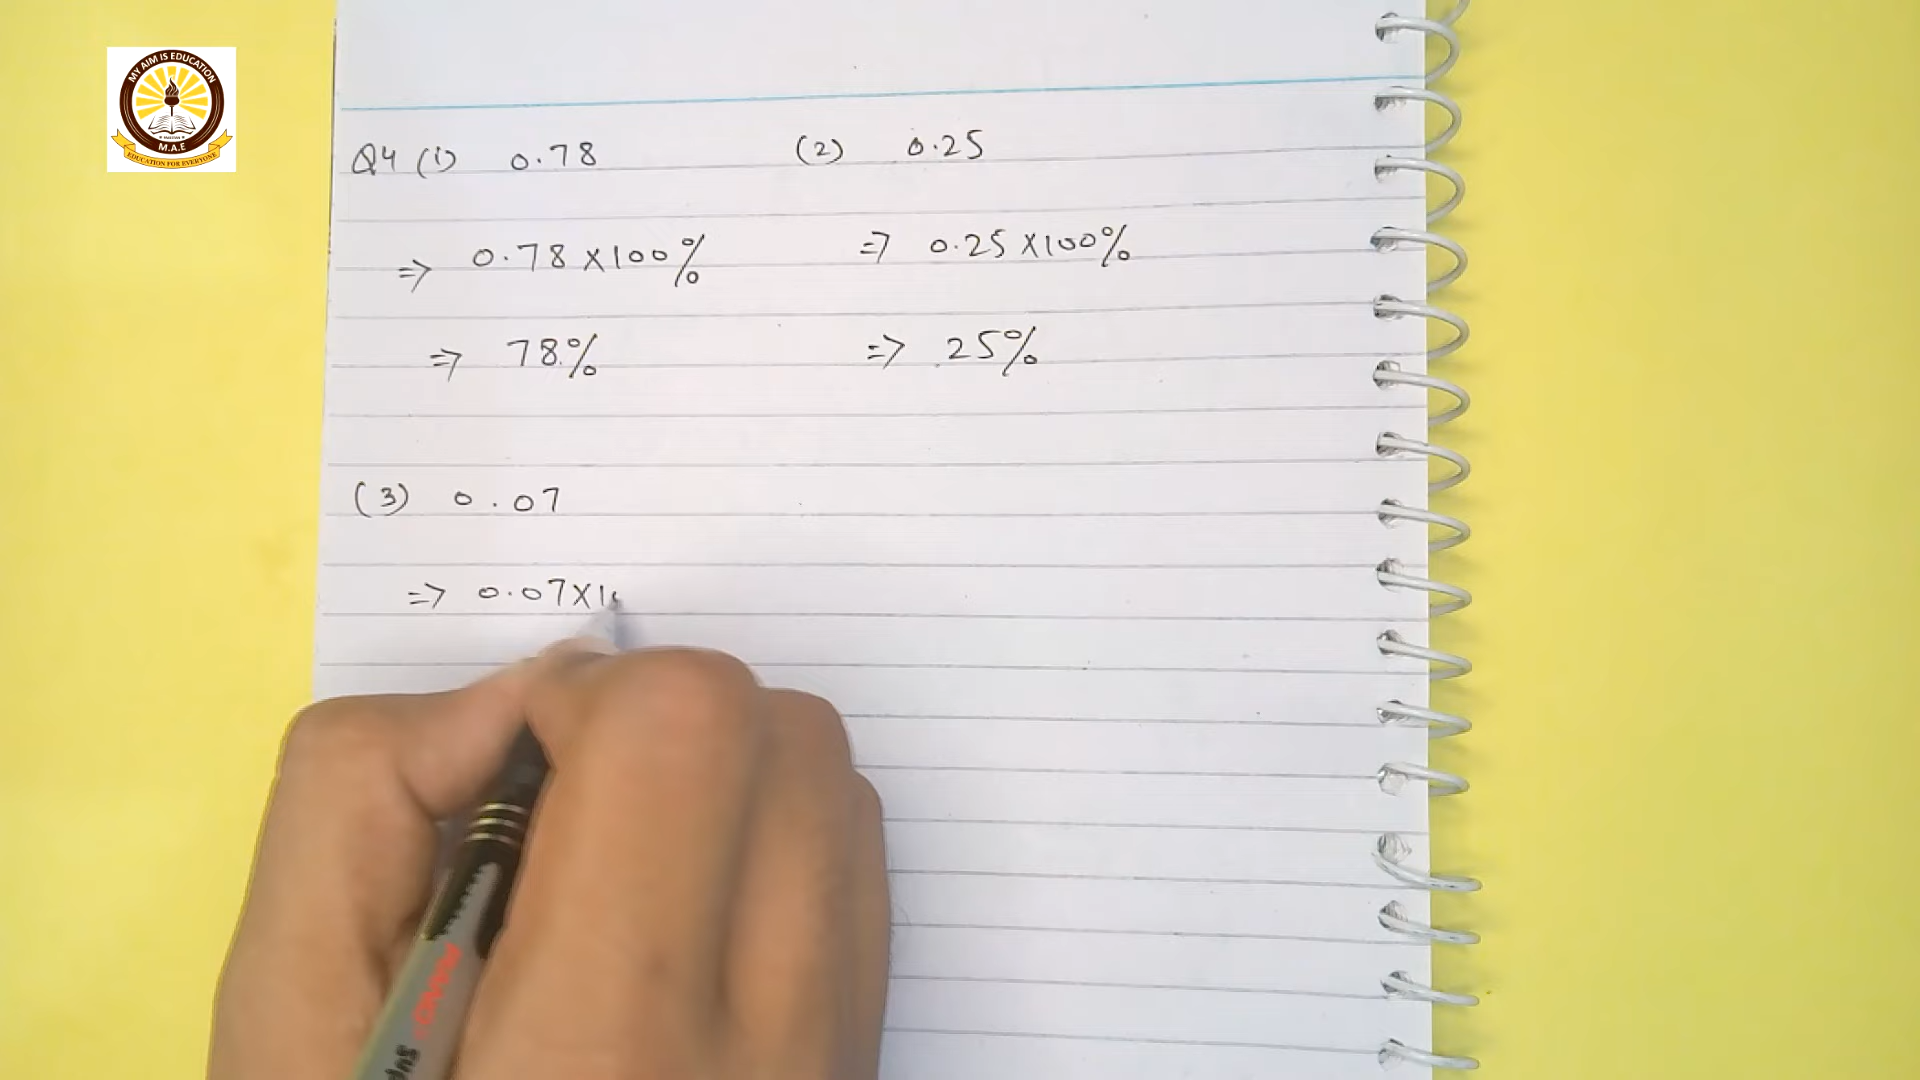 MY AIM IS EDUCATION
M.A.E
EDUCATION FOR EVERYONE
Q4 (1) 0.78 (2) 0.25
=> 0.78 X 100% => 0.25 X 100%
=> 78% => 25%
(3) 0.07
=> 0.07 X 10